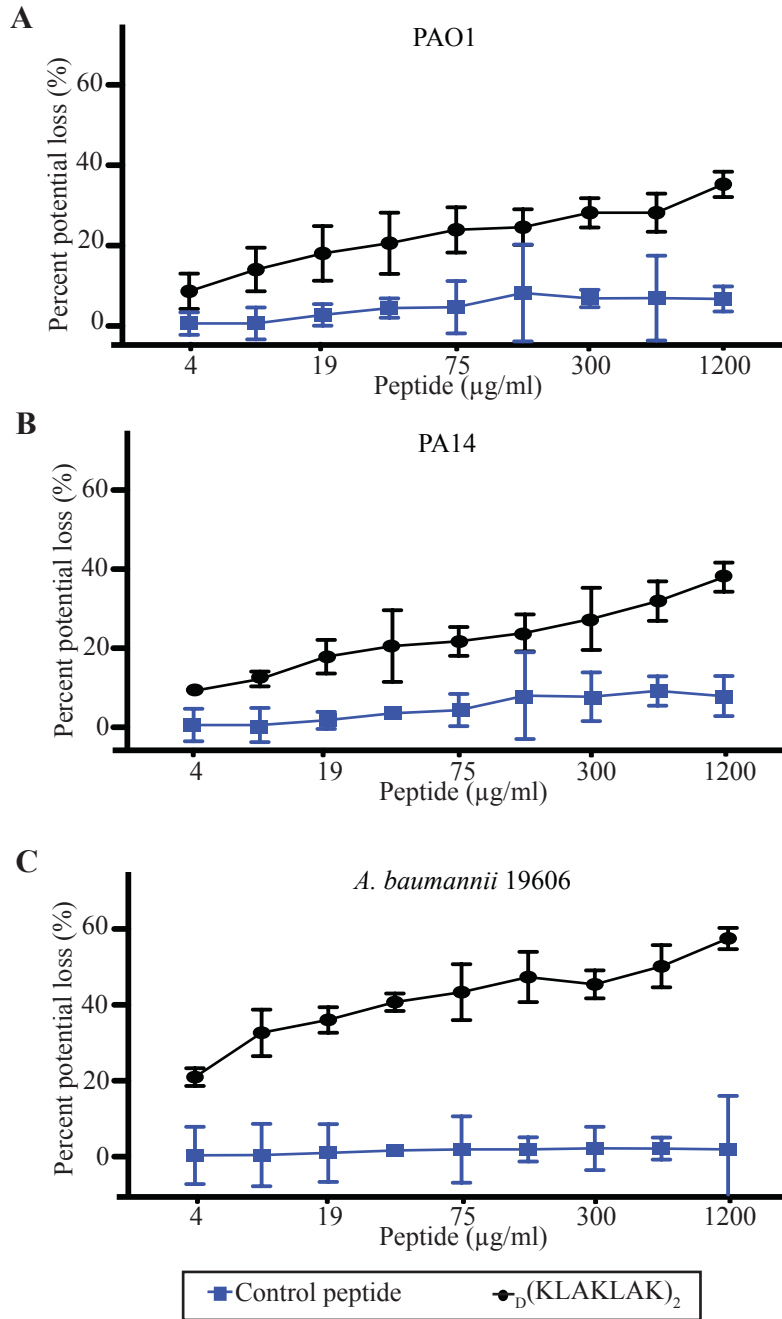 A
PAO1
Percent potential loss (%)
60
40
20
0
4 19 75 300 1200
Peptide (µg/ml)
B
PA14
Percent potential loss (%)
60
40
20
0
4 19 75 300 1200
Peptide (µg/ml)
C
A. baumannii 19606
Percent potential loss (%)
60
40
20
0
4 19 75 300 1200
Peptide (µg/ml)
Control peptide D(KLAKLAK)2